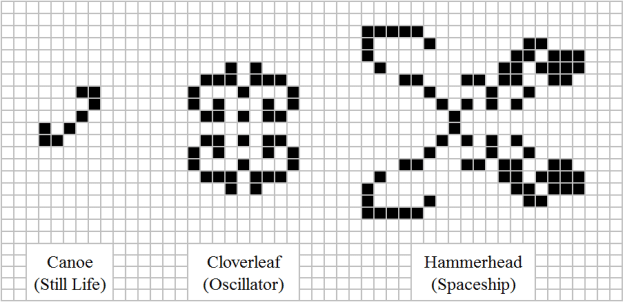 Canoe
(Still Life)
Cloverleaf
(Oscillator)
Hammerhead
(Spaceship)